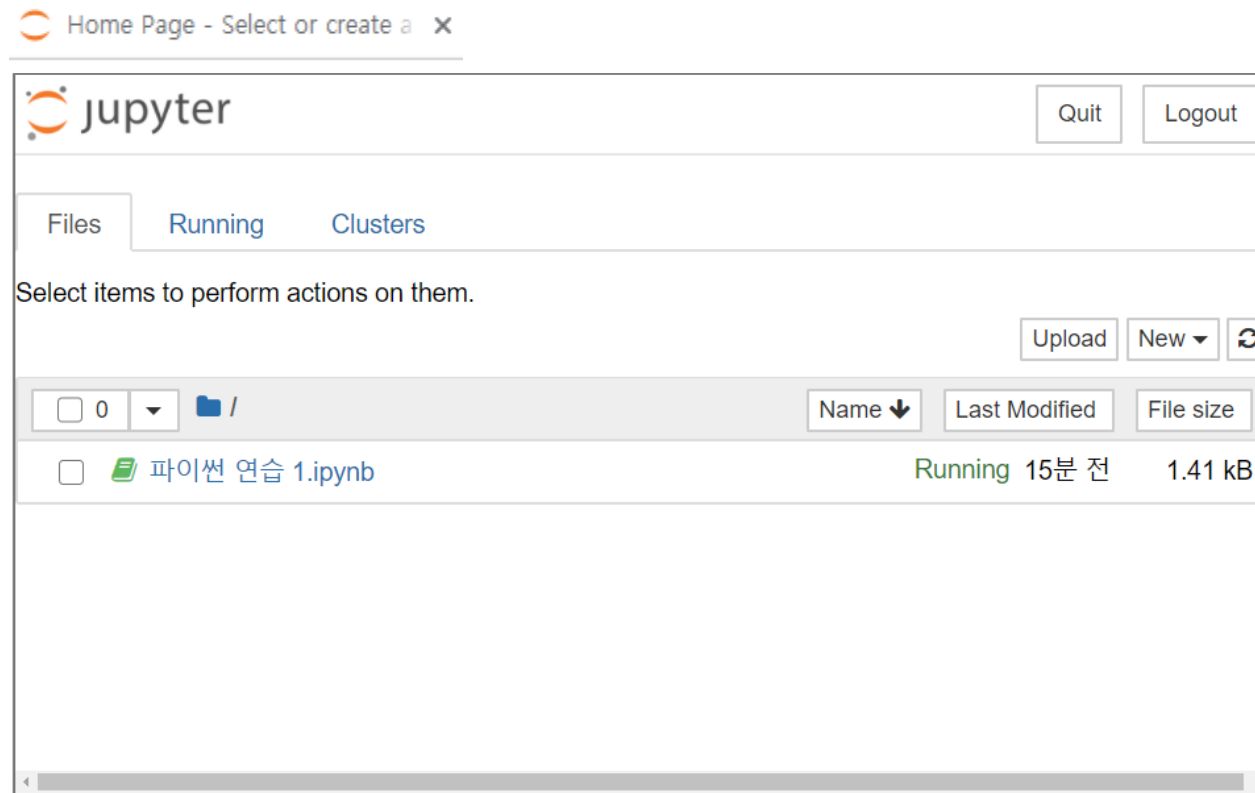 Home Page - Select or create a
jupyter
Quit Logout
Files Running Clusters
Select items to perform actions on them.
Upload New
0 / Name Last Modified File size
파이썬 연습 1.ipynb Running 15분 전 1.41 kB